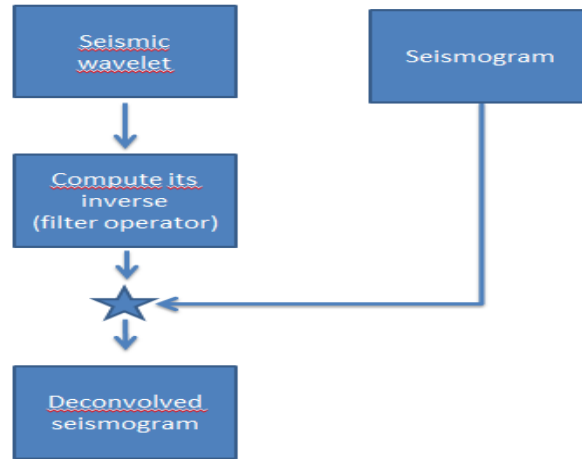 Seismic
wavelet
Seismogram
Compute its
inverse
(filter operator)
Deconvolved
seismogram